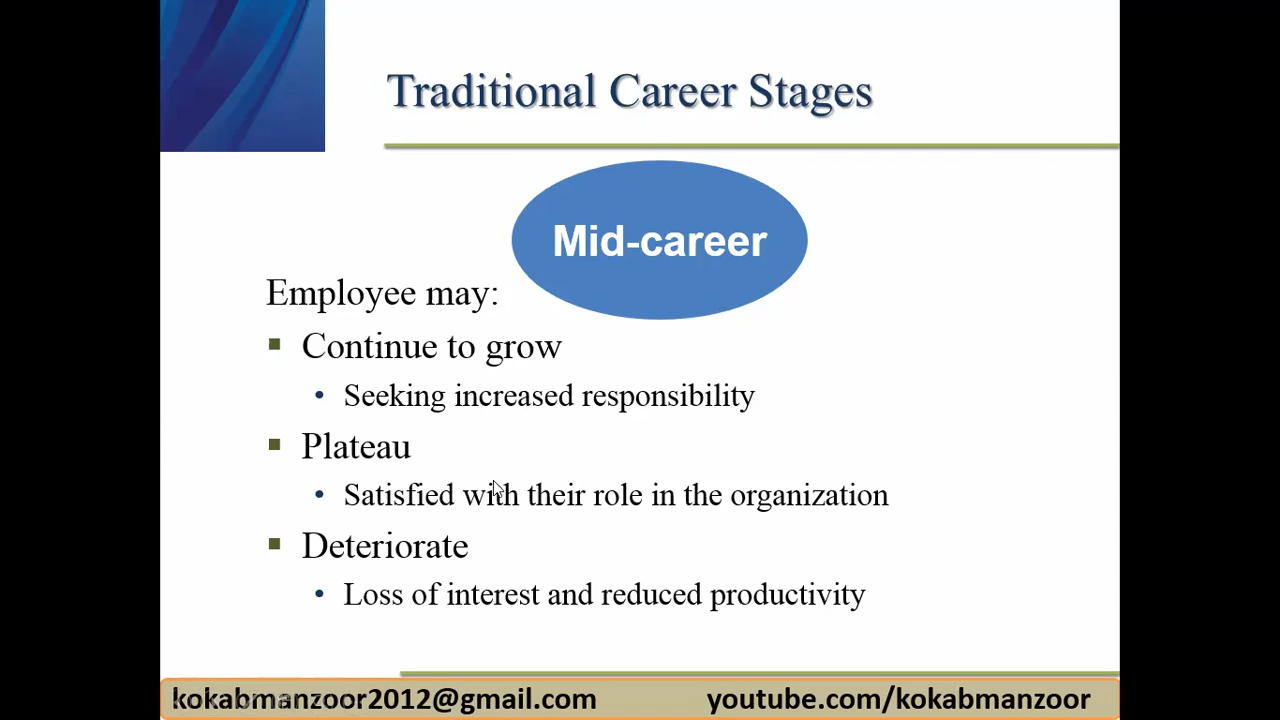 Traditional Career Stages
Mid-career
Employee may:
Continue to grow
Seeking increased responsibility
Plateau
Satisfied with their role in the organization
Deteriorate
Loss of interest and reduced productivity
kokabmenzoor2012@gmail.com
youtube.com/kokabmanzoor